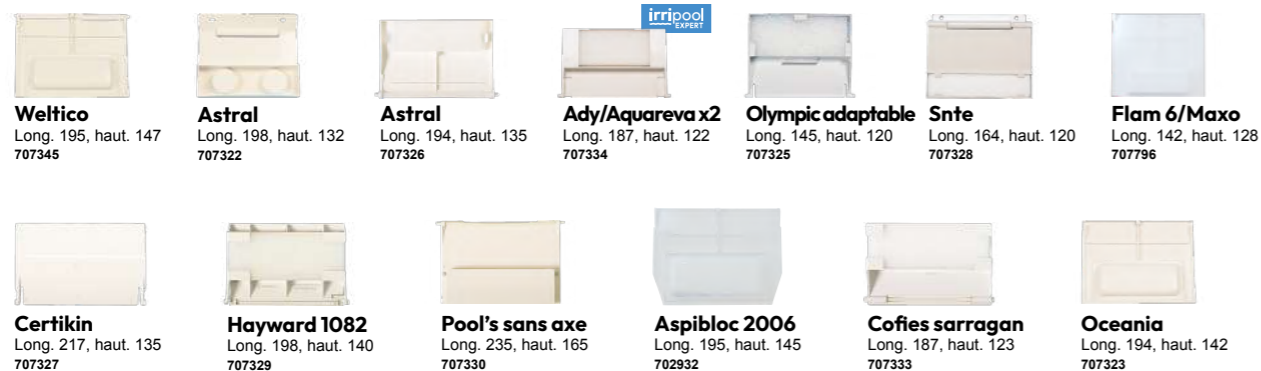 irripool
EXPERT
Weltico
Long. 195, haut. 147
707345
Astral
Long. 198, haut. 132
707322
Astral
Long. 194, haut. 135
707326
Ady/Aquareva x2
Long. 187, haut. 122
707334
Olympic adaptable
Long. 145, haut. 120
707325
Snte
Long. 164, haut. 120
707328
Flam 6/Maxo
Long. 142, haut. 128
707796
Certikin
Long. 217, haut. 135
707327
Hayward 1082
Long. 198, haut. 140
707329
Pool's sans axe
Long. 235, haut. 165
707330
Aspibloc 2006
Long. 195, haut. 145
702932
Cofies sarragan
Long. 187, haut. 123
707333
Oceania
Long. 194, haut. 142
707323